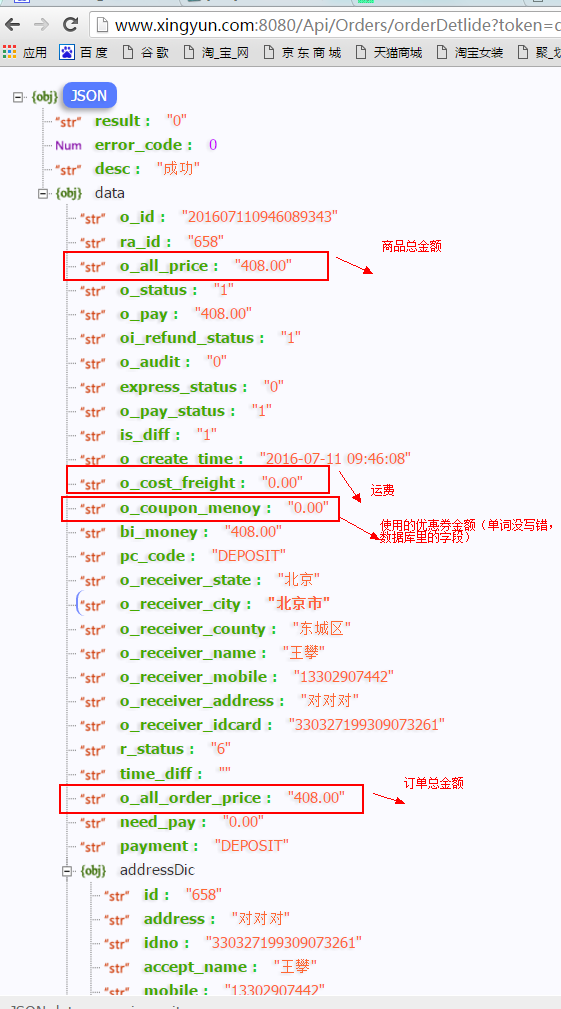 www.xingyun.com:8080/Api/Orders/orderDetlide?token=
应用 百度 谷歌 淘_宝_网 京东商城 天猫商城 淘宝女装 聚_划
{obj} JSON
"str" result : "0"
Num error_code : 0
"str" desc : "成功"
{obj} data
"str" o_id : "201607110946089343"
"str" ra_id : "658"
商品总金额
"str" o_all_price : "408.00"
"str" o_status : "1"
"str" o_pay : "408.00"
"str" oi_refund_status : "1"
"str" o_audit : "0"
"str" express_status : "0"
"str" o_pay_status : "1"
"str" is_diff : "1"
"str" o_create_time : "2016-07-11 09:46:08"
"str" o_cost_freight : "0.00"
运费
"str" o_coupon_menoy : "0.00"
使用的优惠券金额（单词没写错，
数据库里的字段）
"str" bi_money : "408.00"
"str" pc_code : "DEPOSIT"
"str" o_receiver_state : "北京"
"str" o_receiver_city : "北京市"
"str" o_receiver_county : "东城区"
"str" o_receiver_name : "王攀"
"str" o_receiver_mobile : "13302907442"
"str" o_receiver_address : "对对对"
"str" o_receiver_idcard : "330327199309073261"
"str" r_status : "6"
"str" time_diff : ""
订单总金额
"str" o_all_order_price : "408.00"
"str" need_pay : "0.00"
"str" payment : "DEPOSIT"
{obj} addressDic
"str" id : "658"
"str" address : "对对对"
"str" idno : "330327199309073261"
"str" accept_name : "王攀"
"str" mobile : "13302907442"